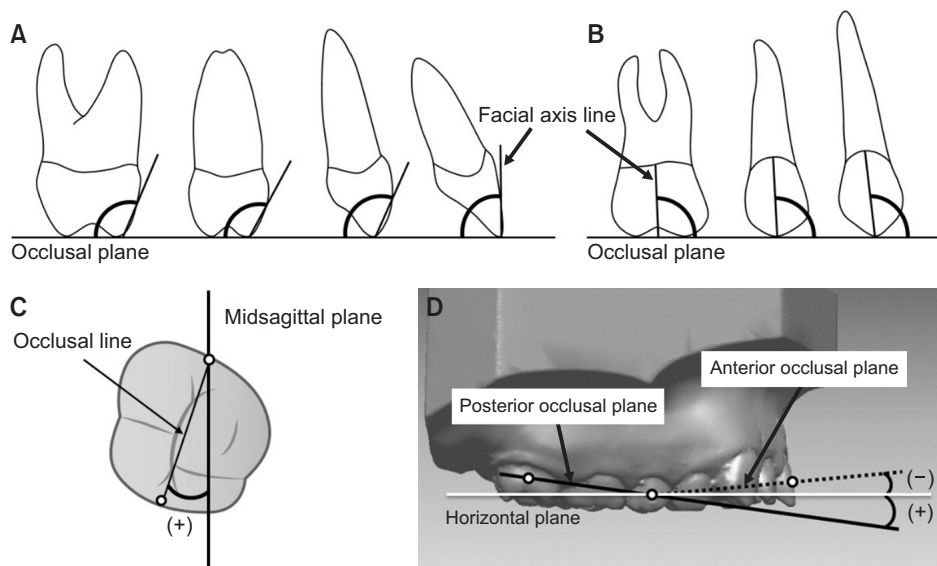 A
B
Facial axis line
Occlusal plane
Occlusal plane
C
Midsagittal plane
Occlusal line
(+)
D
Anterior occlusal plane
Posterior occlusal plane
(−)
(+)
Horizontal plane